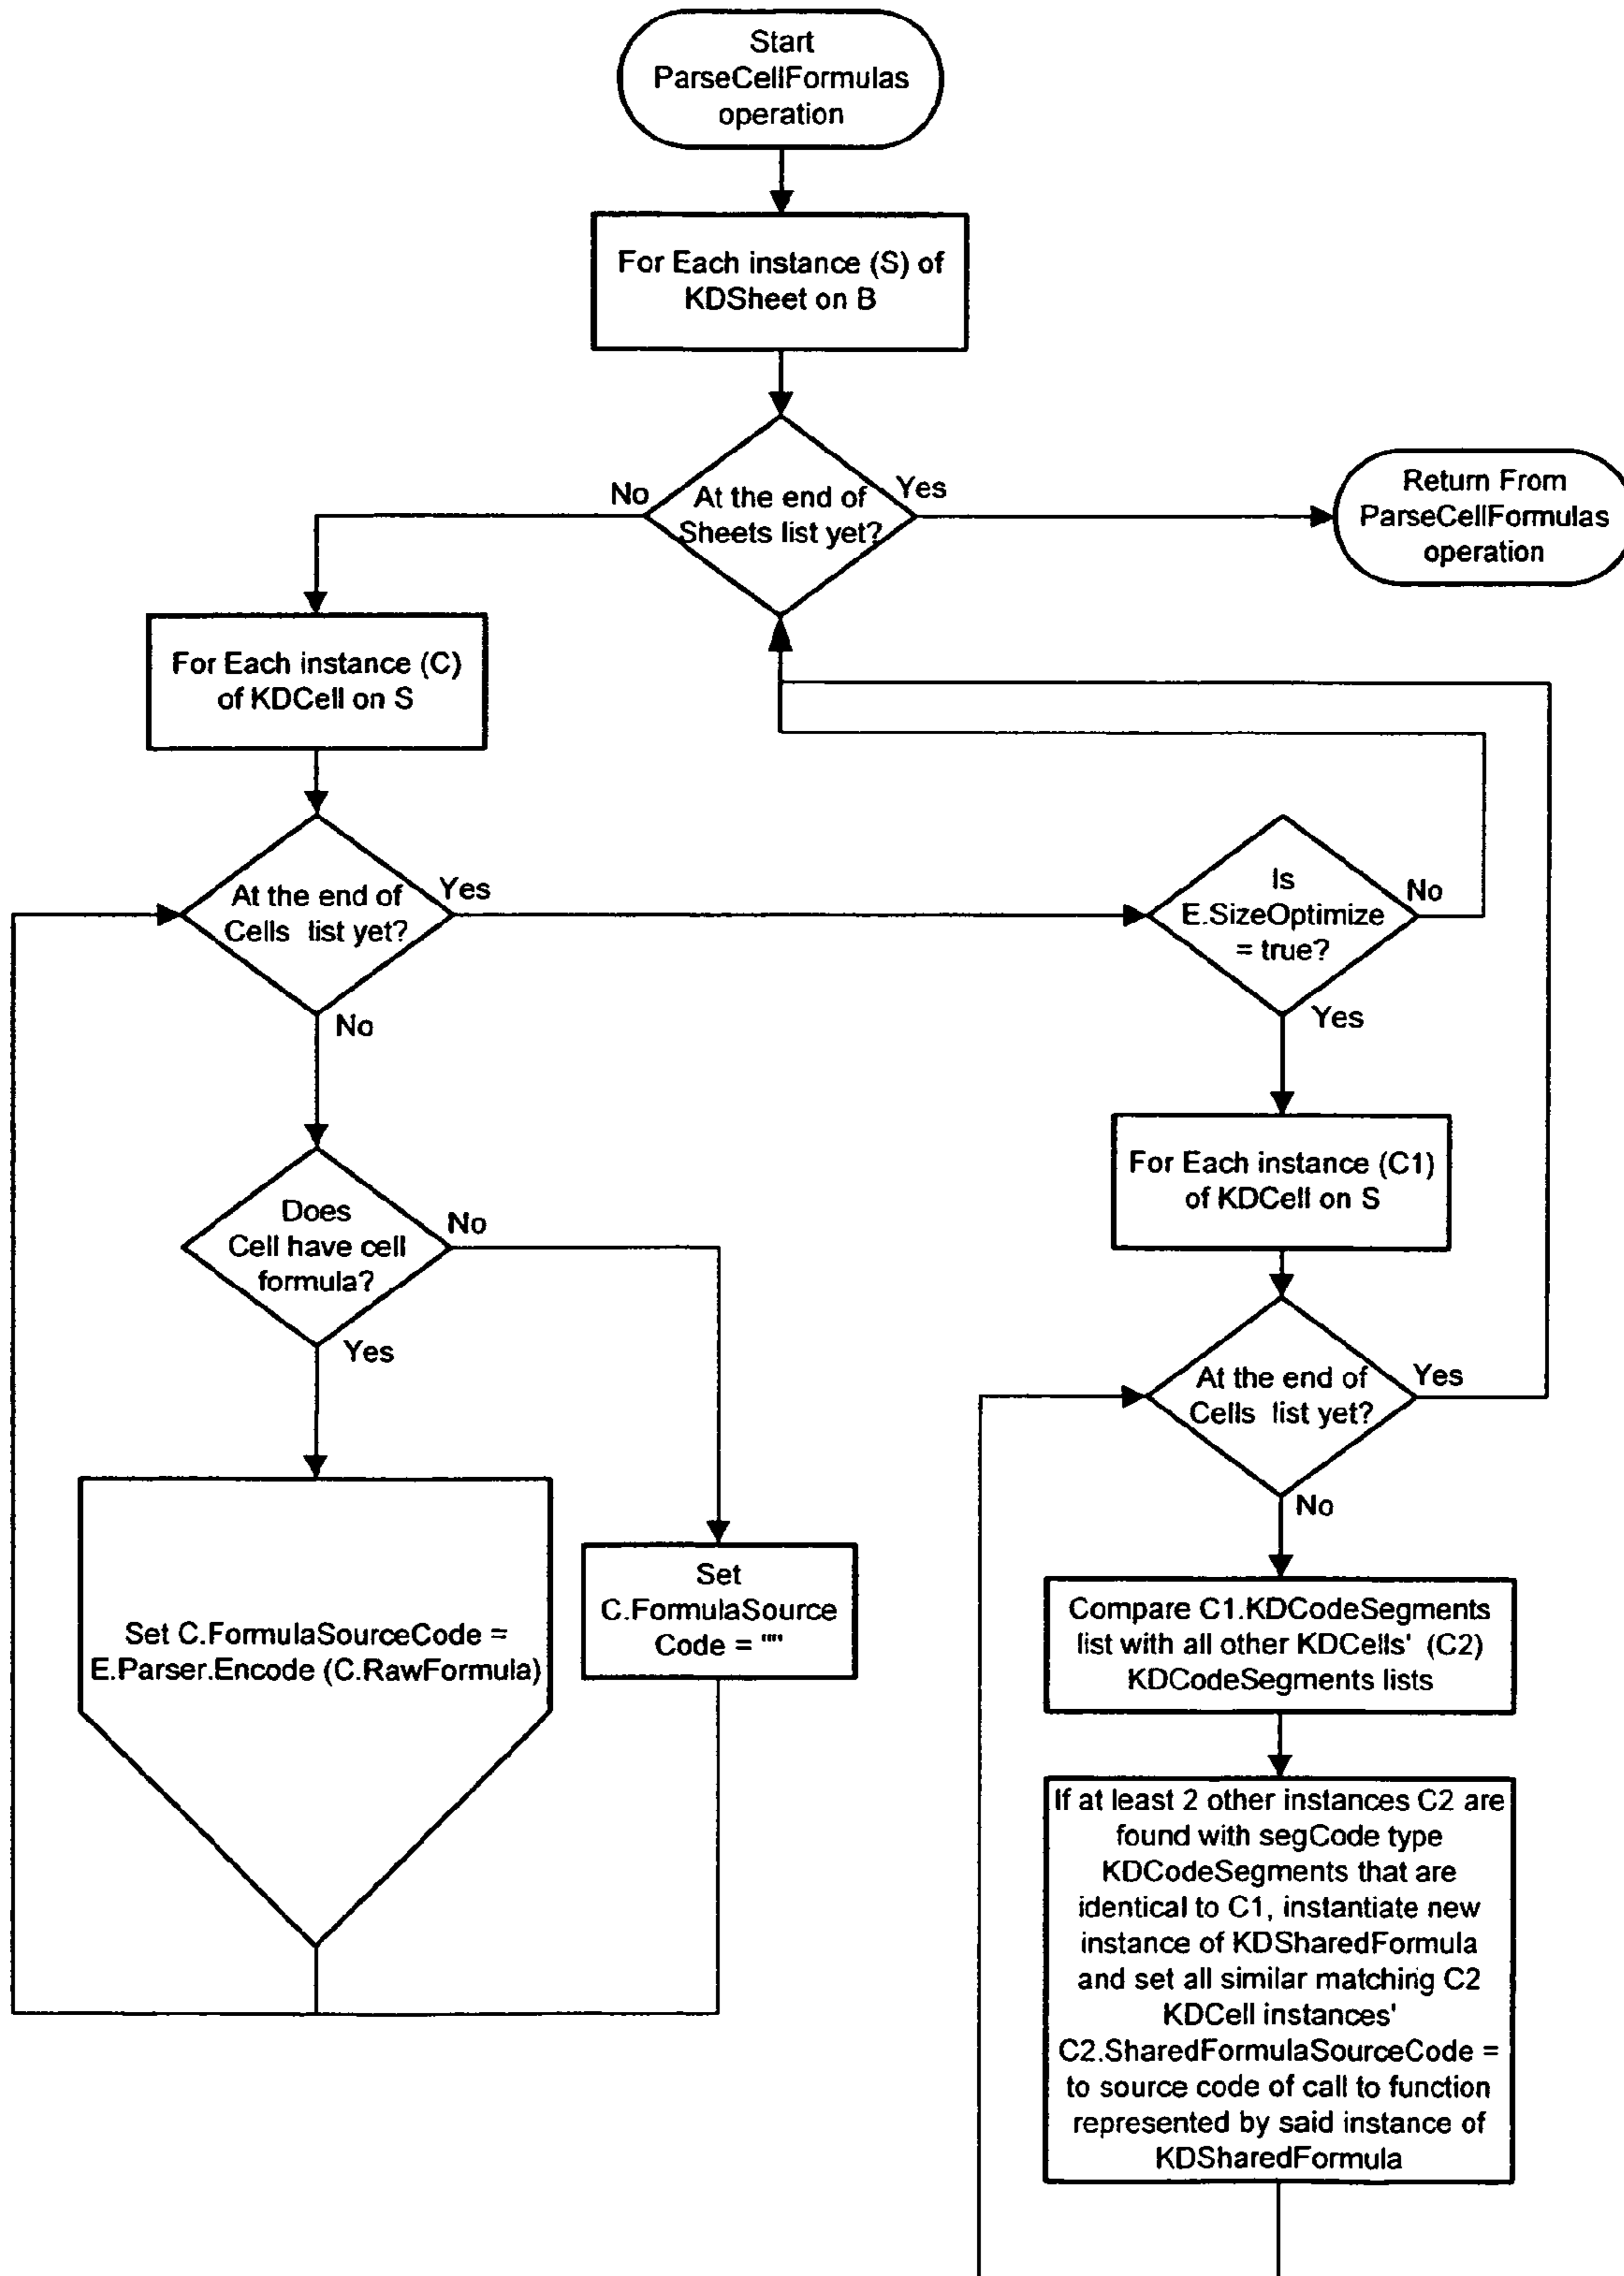 Start
ParseCellFormulas
operation
For Each instance (S) of
KDSheet on B
No
At the end of
Sheets list yet?
Yes
Return From
ParseCellFormulas
operation
For Each instance (C)
of KDCell on S
At the end of
Cells list yet?
Yes
No
Is
E.SizeOptimize
= true?
No
Yes
For Each instance (C1)
of KDCell on S
Does
Cell have cell
formula?
No
Yes
At the end of
Cells list yet?
Yes
No
Set C.FormulaSourceCode =
E.Parser.Encode (C.RawFormula)
Set
C.FormulaSource
Code = ""
Compare C1.KDCodeSegments
list with all other KDCells' (C2)
KDCodeSegments lists
If at least 2 other instances C2 are
found with segCode type
KDCodeSegments that are
identical to C1, instantiate new
instance of KDSharedFormula
and set all similar matching C2
KDCell instances'
C2.SharedFormulaSourceCode =
to source code of call to function
represented by said instance of
KDSharedFormula